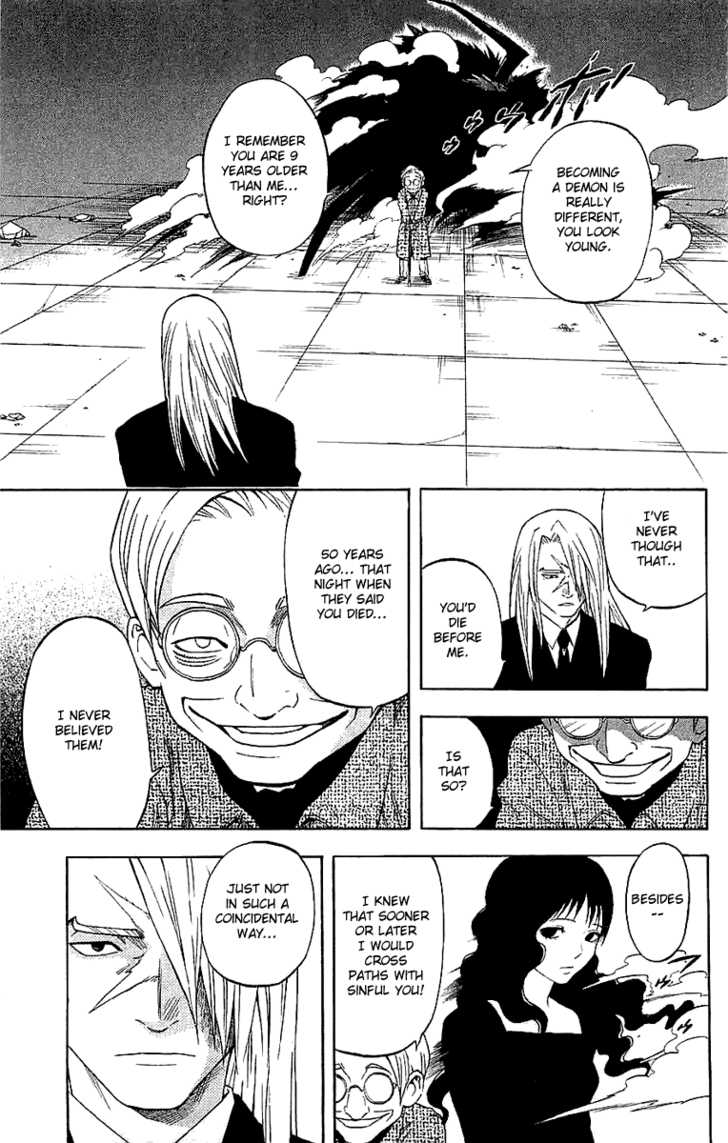 BECOMING
A DEMON IS
REALLY
DIFFERENT,
YOU LOOK
YOUNG.
I REMEMBER
YOU ARE 9
YEARS OLDER
THAN ME...
RIGHT?
I'VE
NEVER
THOUGH
THAT..
YOU'D
DIE
BEFORE
ME.
50 YEARS
AGO... THAT
NIGHT WHEN
THEY SAID
YOU DIED...
I NEVER
BELIEVED
THEM!
IS
THAT
SO?
BESIDES
--
I KNEW
THAT SOONER
OR LATER
I WOULD
CROSS
PATHS WITH
SINFUL YOU!
JUST NOT
IN SUCH A
COINCIDENTAL
WAY...